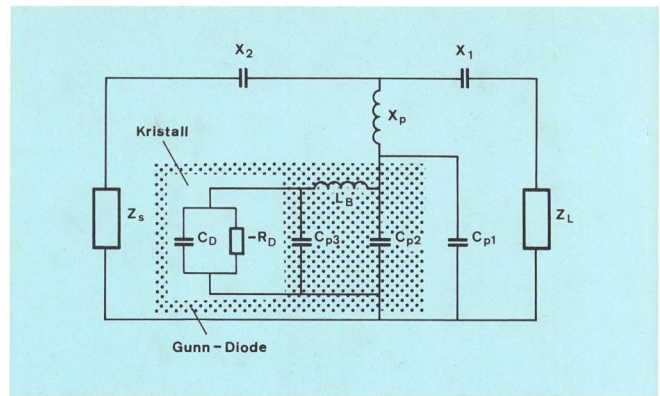 X2
X1
Xp
Kristall
Zs
CD
-RD
LB
Cp3
Cp2
Cp1
ZL
Gunn-Diode